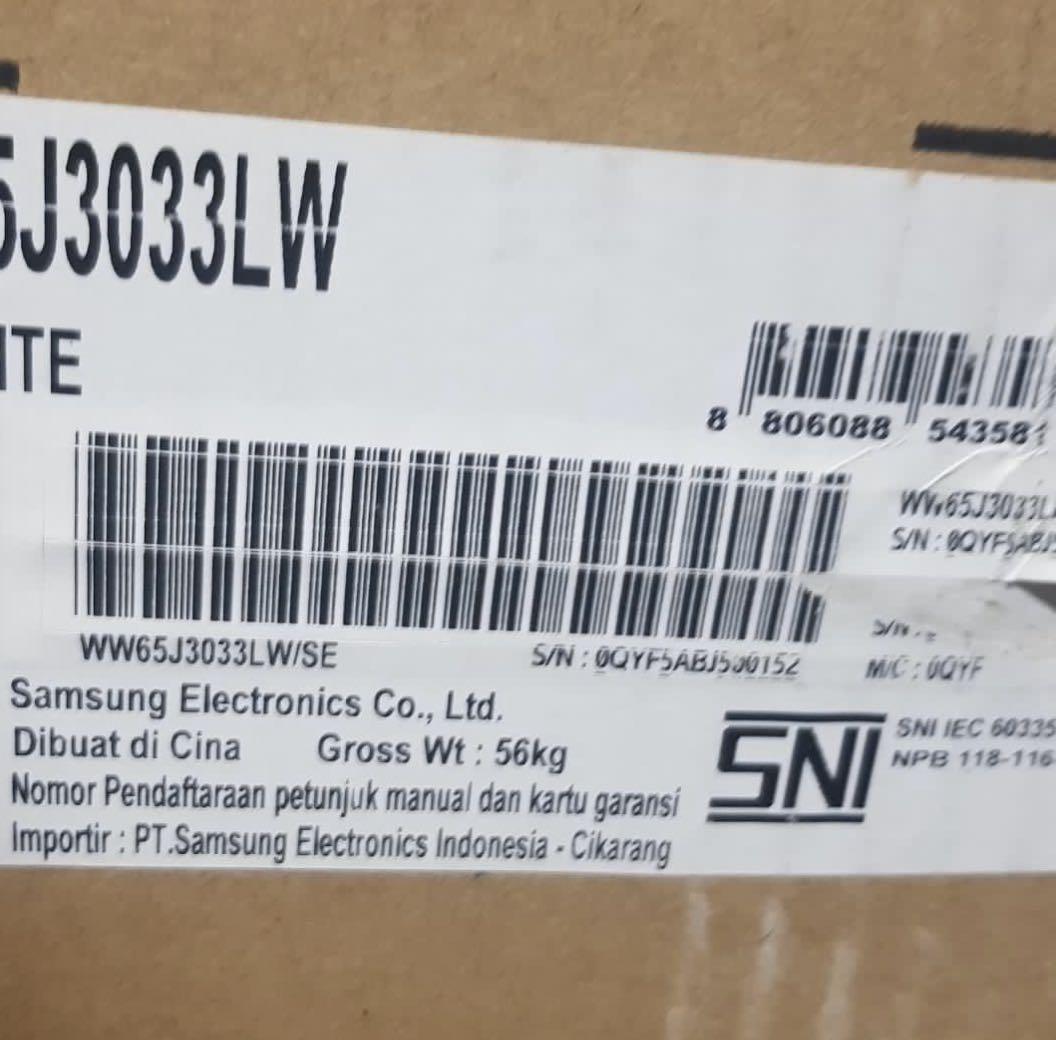 5J3033LW
ITE
8 806088 54358
WW65J3033LW/SE
S/N : 0QYF5ABJ500152
WW65J3033L
S/N : 0QYF5ABJ5
S/N :
M/C : 0QYF
Samsung Electronics Co., Ltd.
Dibuat di Cina Gross Wt : 56kg
Nomor Pendaftaraan petunjuk manual dan kartu garansi
Importir : PT.Samsung Electronics Indonesia - Cikarang
SNI
SNI IEC 60335
NPB 118-116